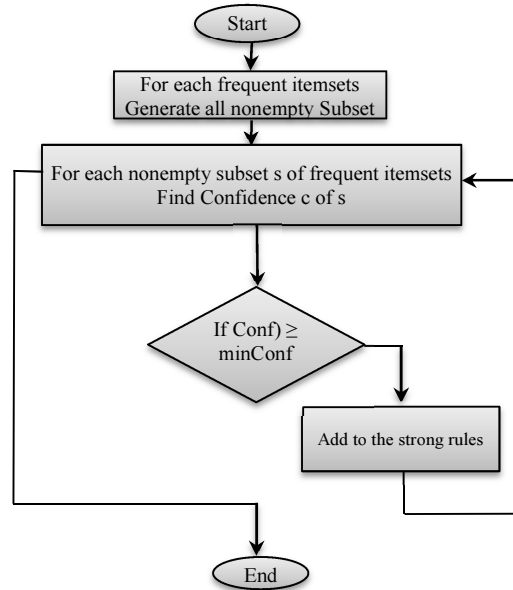 Start
For each frequent itemsets
Generate all nonempty Subset
For each nonempty subset s of frequent itemsets
Find Confidence c of s
If Conf) ≥
minConf
Add to the strong rules
End